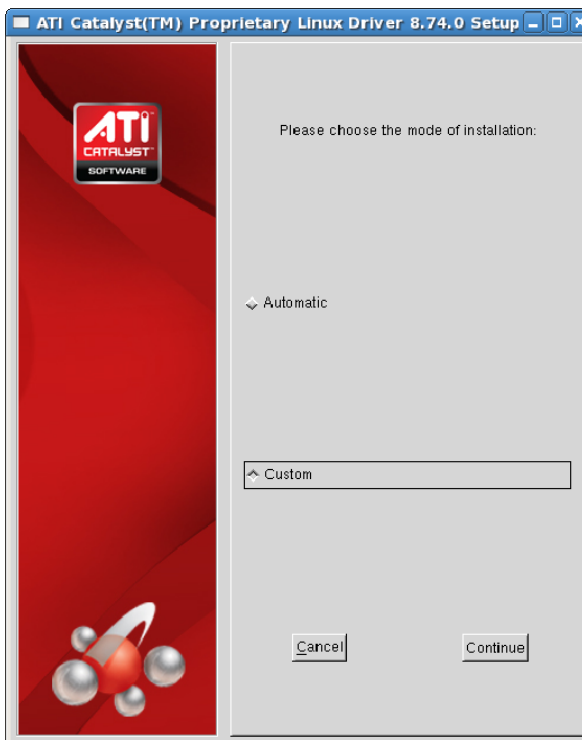 ATI Catalyst(TM) Proprietary Linux Driver 8.74.0 Setup
ATI
CATALYST™
SOFTWARE
Please choose the mode of installation:
Automatic
Custom
Cancel
Continue